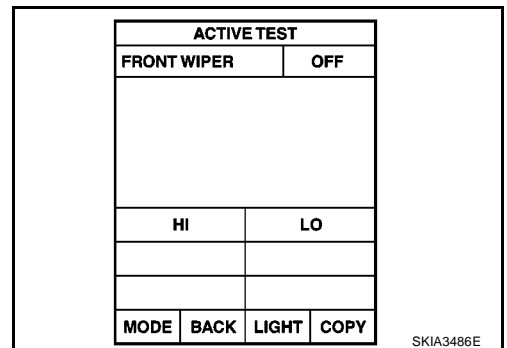 ACTIVE TEST
FRONT WIPER OFF
HI LO
MODE BACK LIGHT COPY
SKIA3486E